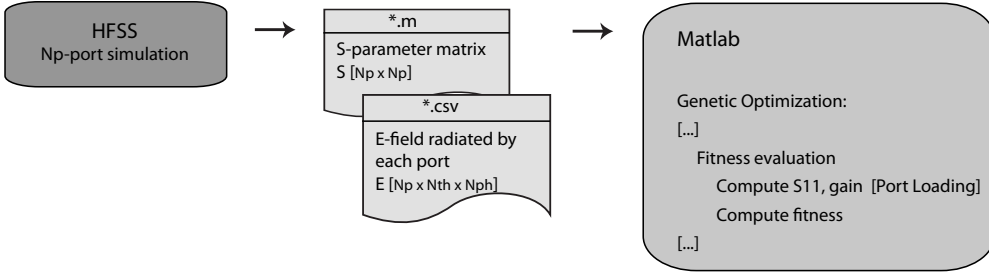 HFSS
Np-port simulation
*.m
S-parameter matrix
S [Np x Np]
*.csv
E-field radiated by
each port
E [Np x Nth x Nph]
Matlab
Genetic Optimization:
[...]
Fitness evaluation
Compute S11, gain [Port Loading]
Compute fitness
[...]